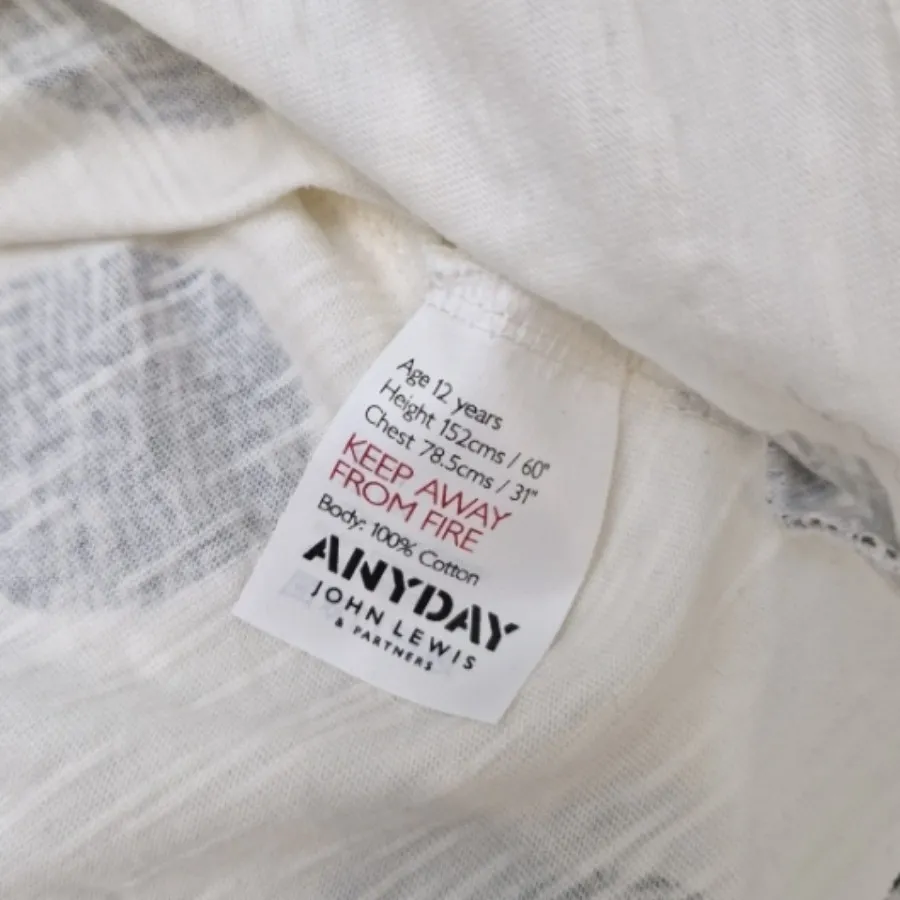 Age 12 years
Height 152cms / 60"
Chest 78.5cms / 31"
KEEP AWAY
FROM FIRE
Body: 100% Cotton
ANYDAY
JOHN LEWIS
& PARTNERS